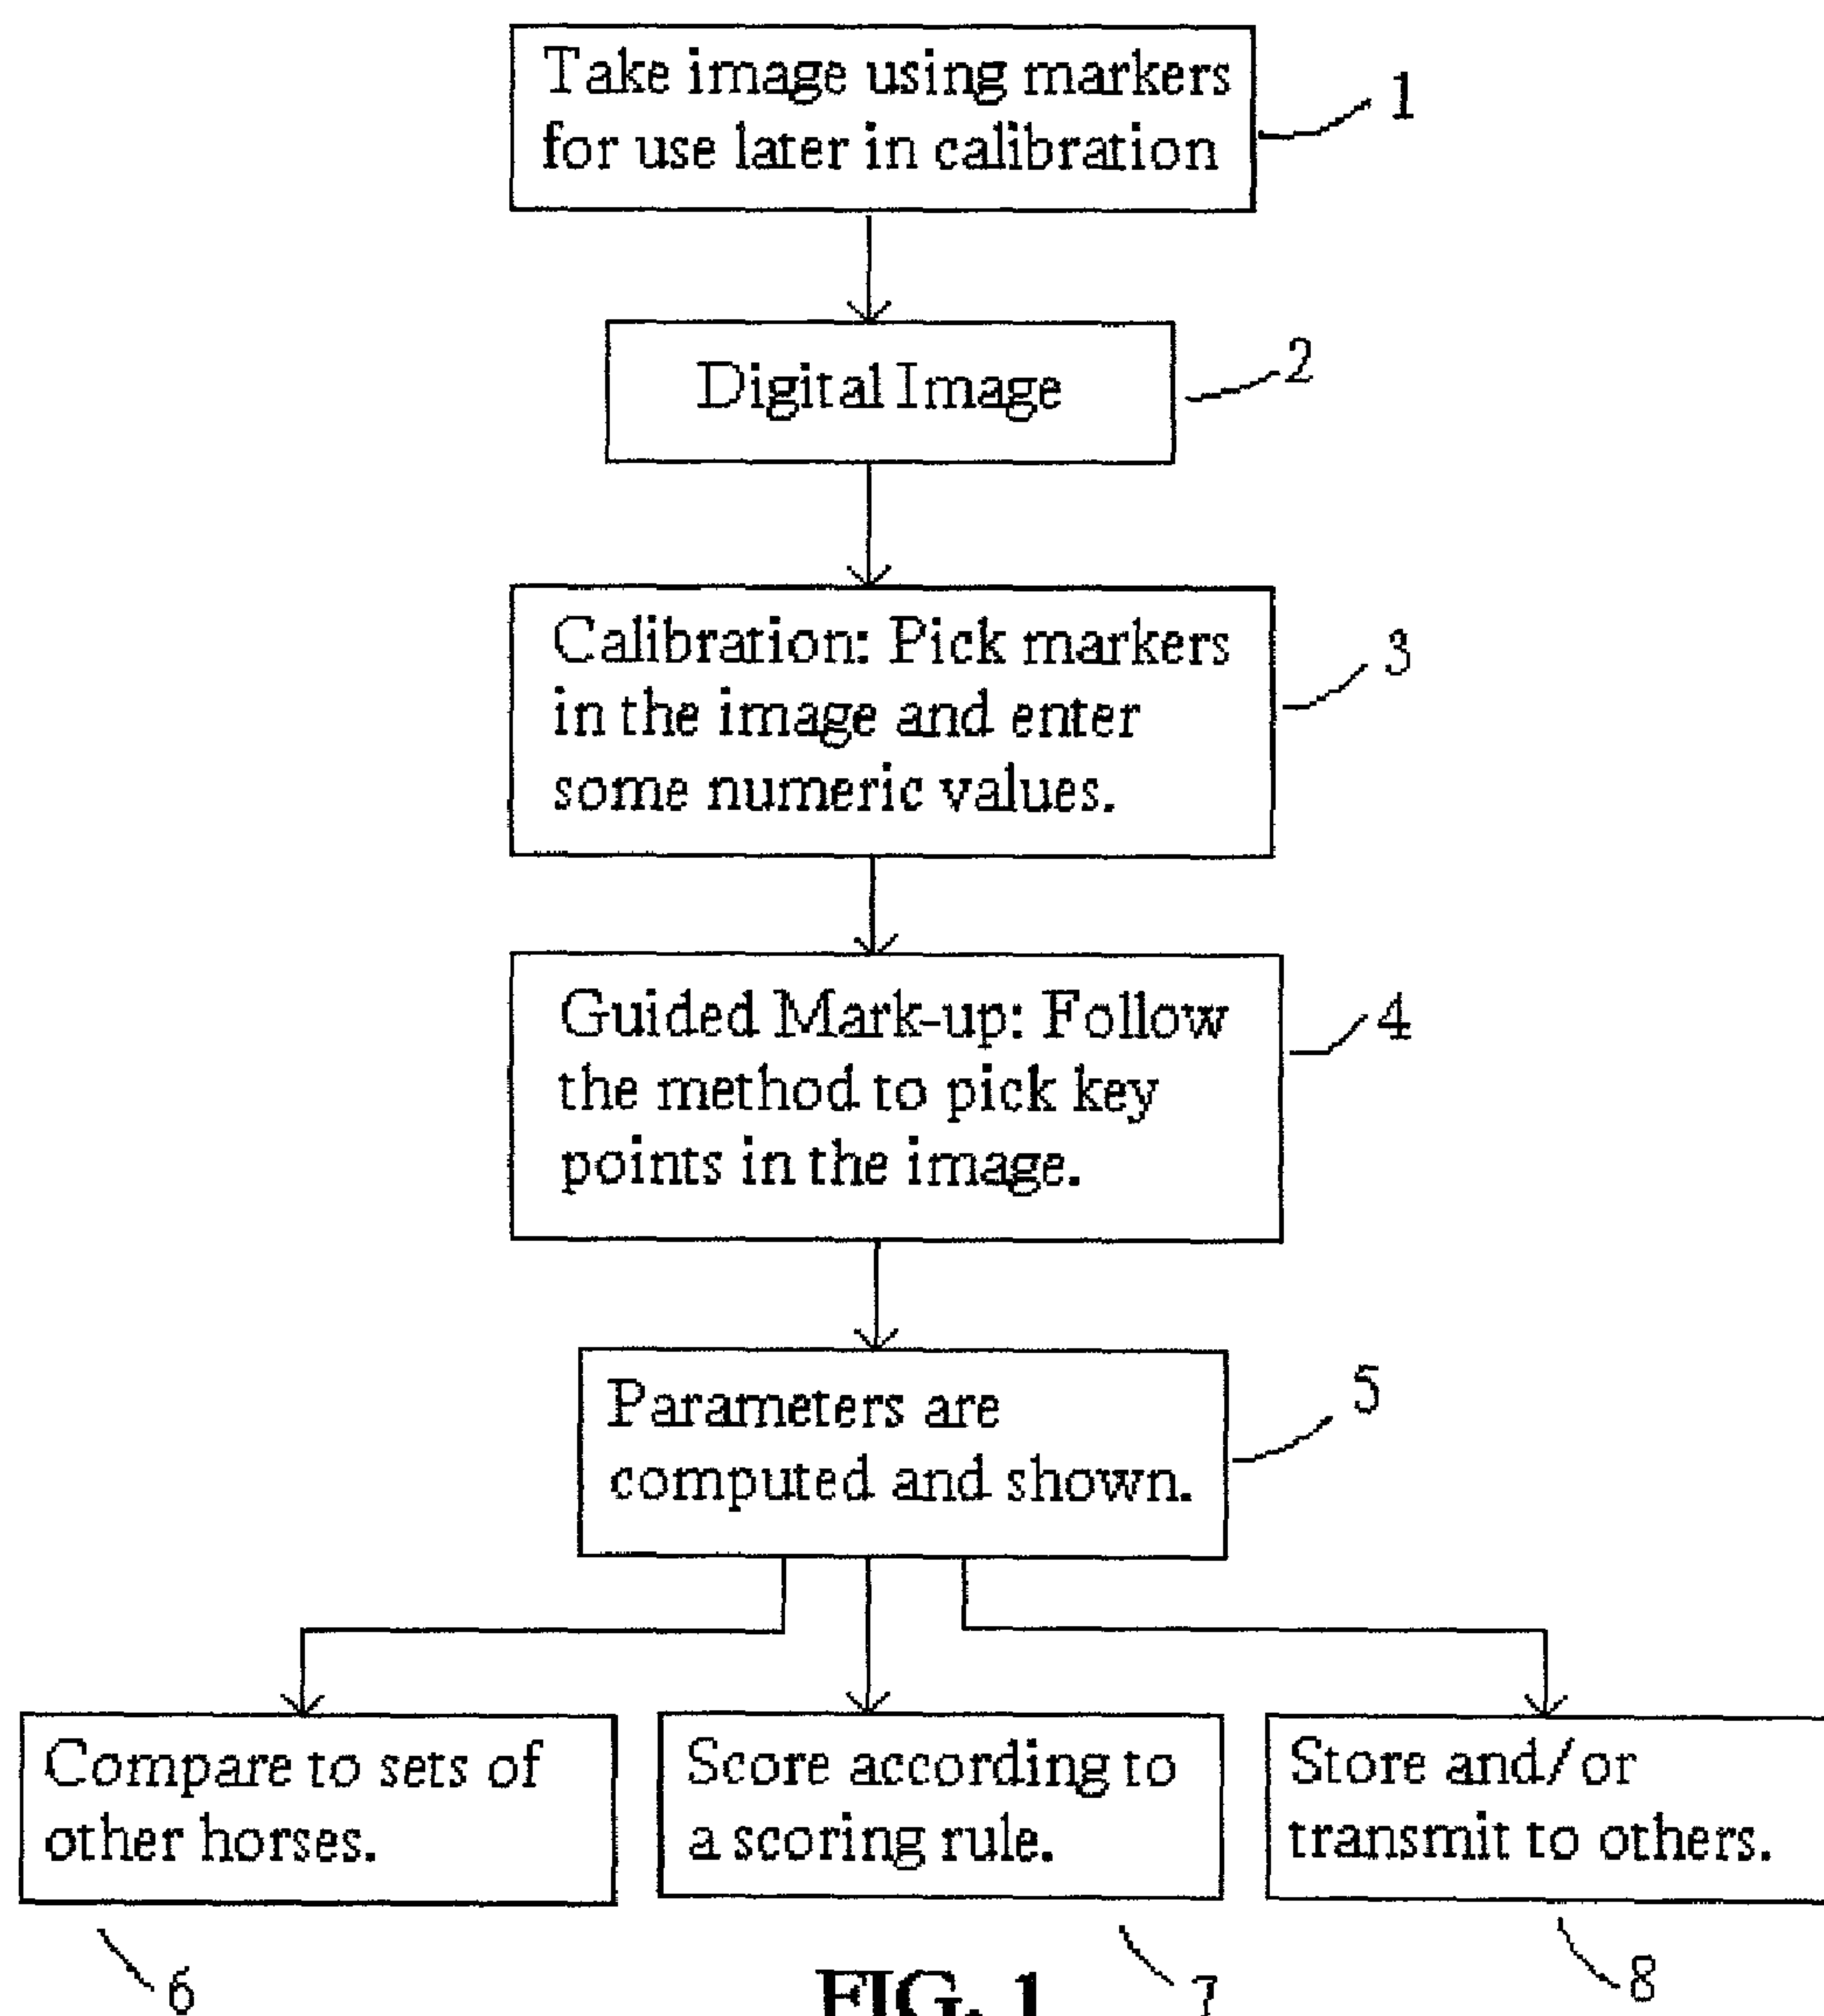 Take image using markers
for use later in calibration
1
Digital Image
2
Calibration: Pick markers
in the image and enter
some numeric values.
3
Guided Mark-up: Follow
the method to pick key
points in the image.
4
Parameters are
computed and shown.
5
Compare to sets of
other horses.
6
Score according to
a scoring rule.
7
Store and/or
transmit to others.
8
FIG. 1